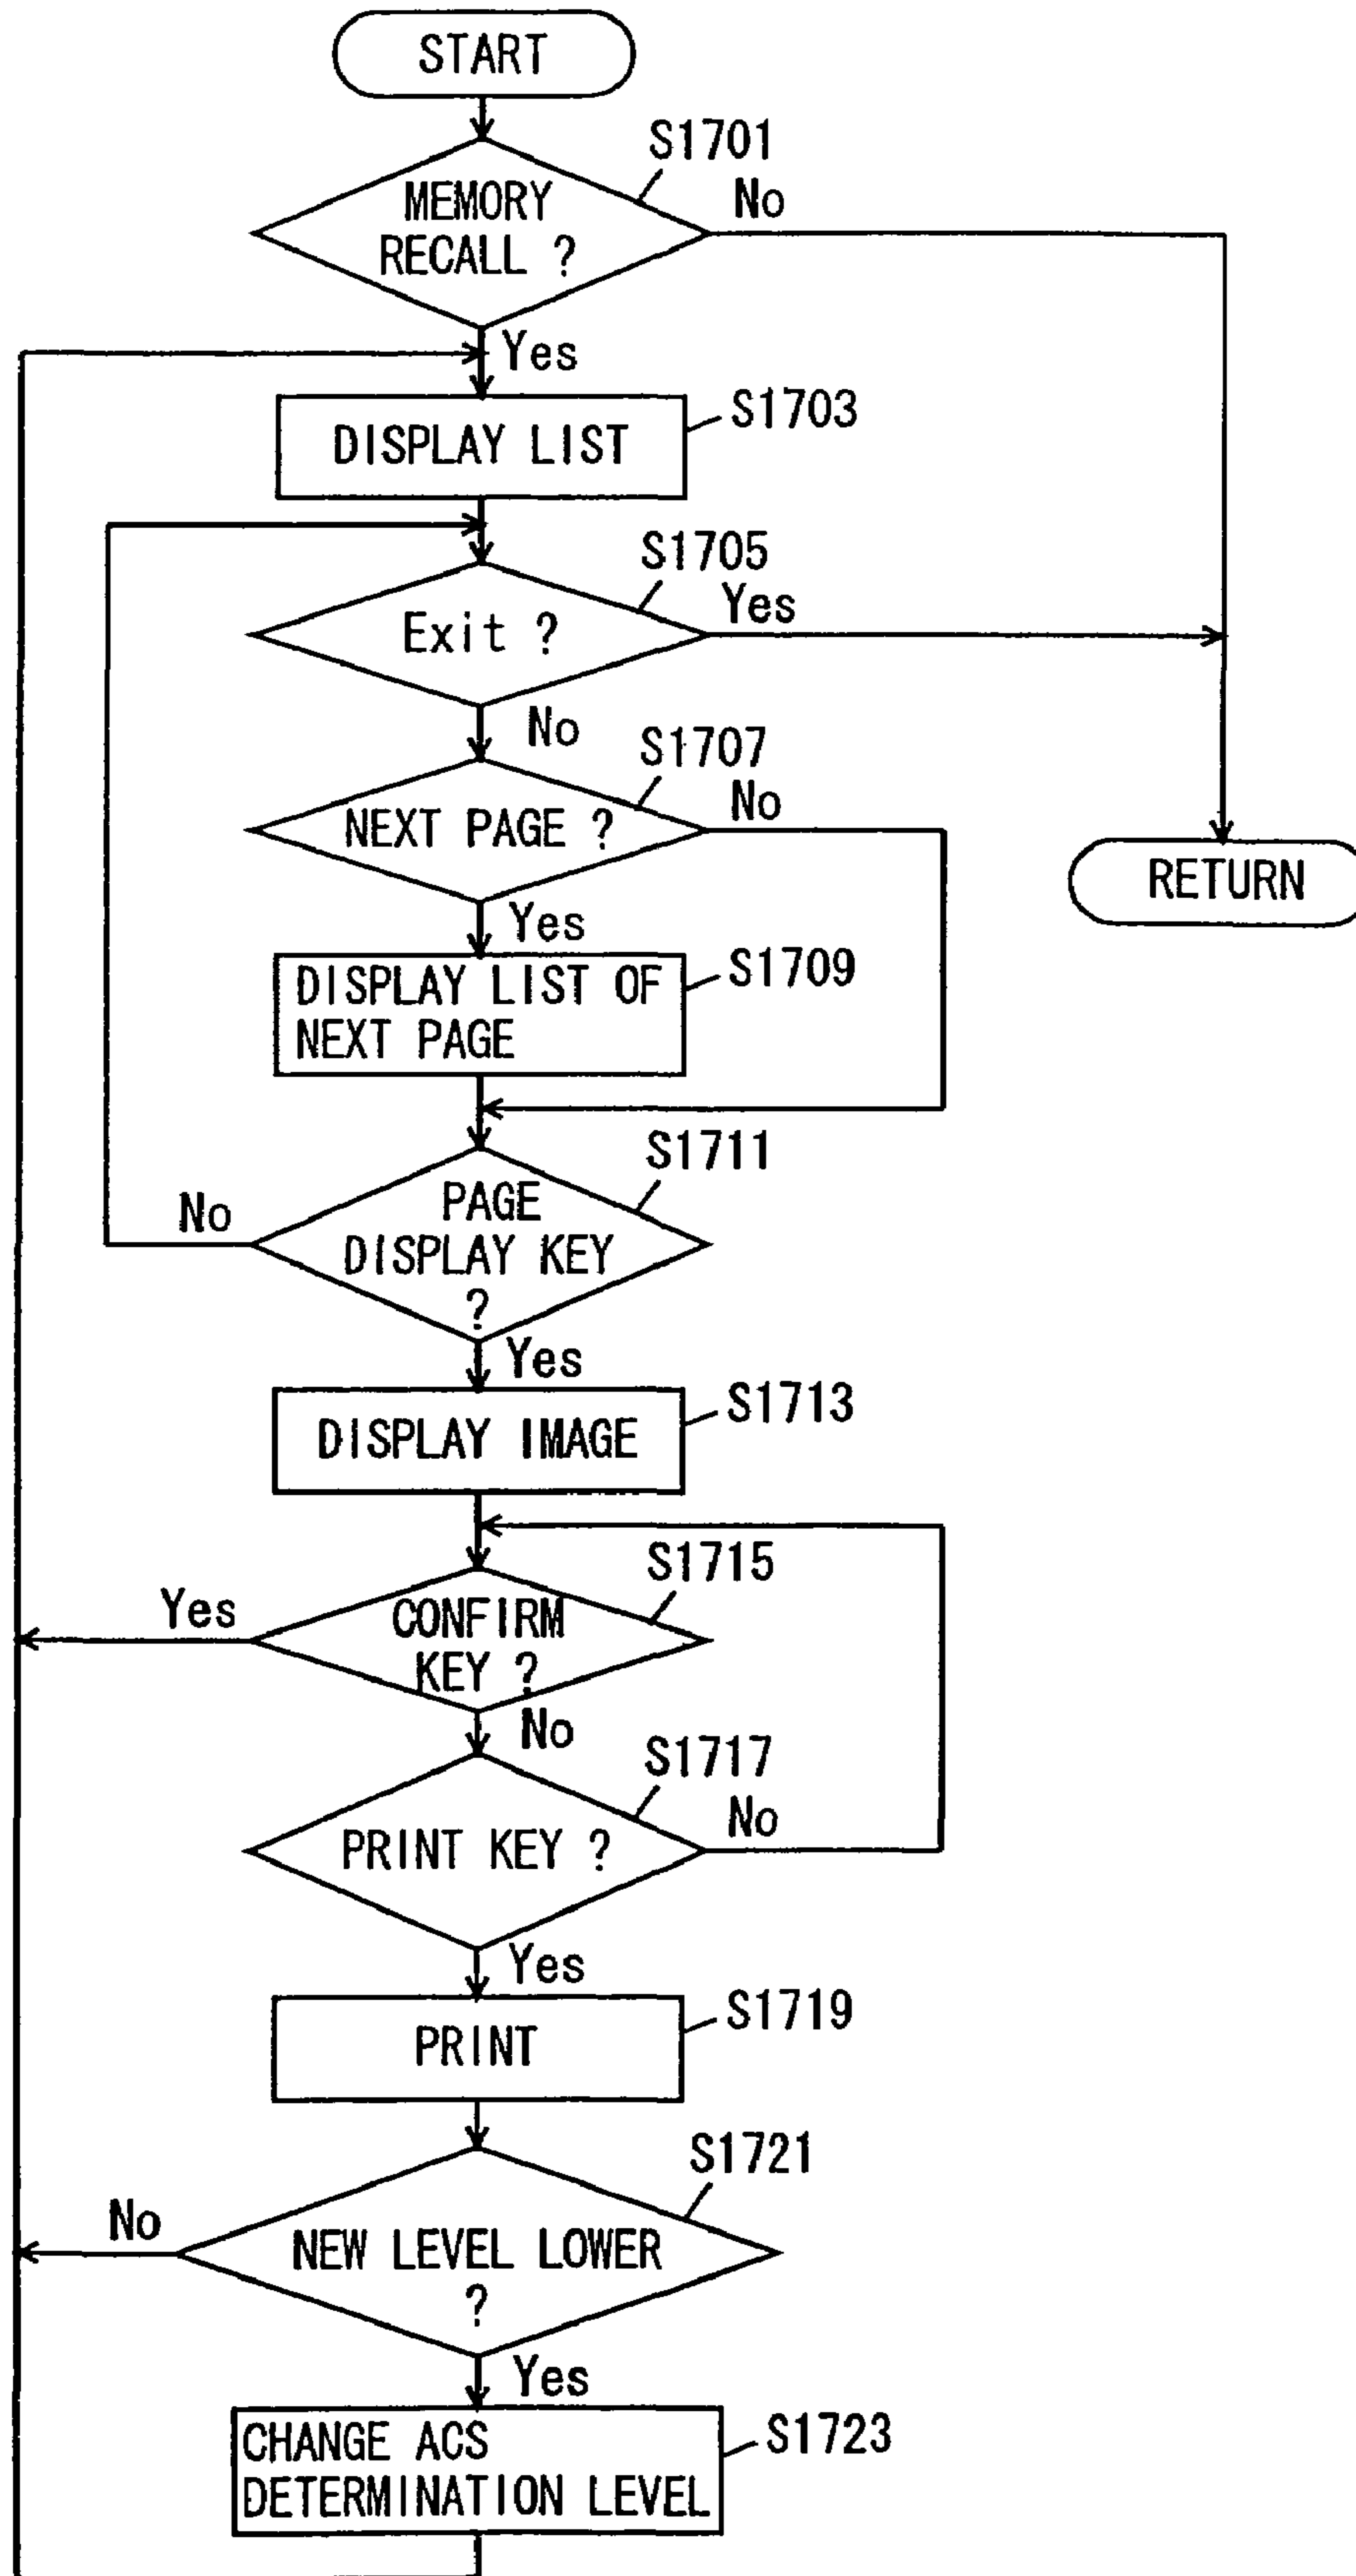 START
S1701
MEMORY
RECALL ?
No
Yes
DISPLAY LIST
S1703
S1705
Exit ?
Yes
No
S1707
NEXT PAGE ?
No
RETURN
Yes
DISPLAY LIST OF
NEXT PAGE
S1709
S1711
PAGE
DISPLAY KEY
?
No
Yes
DISPLAY IMAGE
S1713
S1715
CONFIRM
KEY ?
Yes
No
S1717
PRINT KEY ?
No
Yes
PRINT
S1719
S1721
NEW LEVEL LOWER
?
No
Yes
CHANGE ACS
DETERMINATION LEVEL
S1723